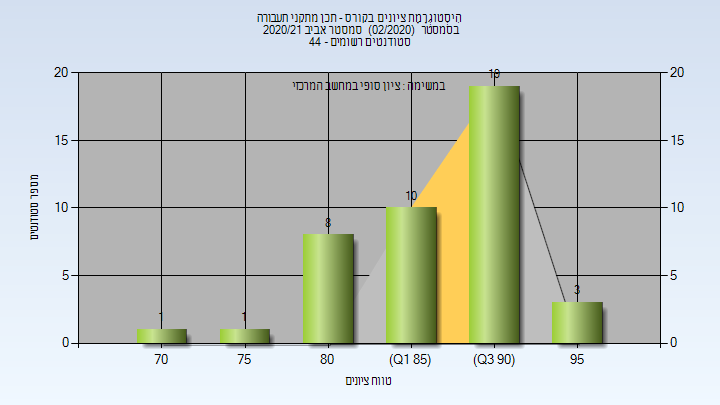 היסטוגרמת ציונים בקורס - תכן מתקני תעבורה
בסמסטר (02/2020) סמסטר אביב 2020/21
סטודנטים רשומים - 44
במשימה : ציון סופי במחשב המרכזי
20 20
15 15
10 10
5 5
0 0
1 1 8 10 19 3
70 75 80 (Q1 85) (Q3 90) 95
מספר סטודנטים
טווח ציונים